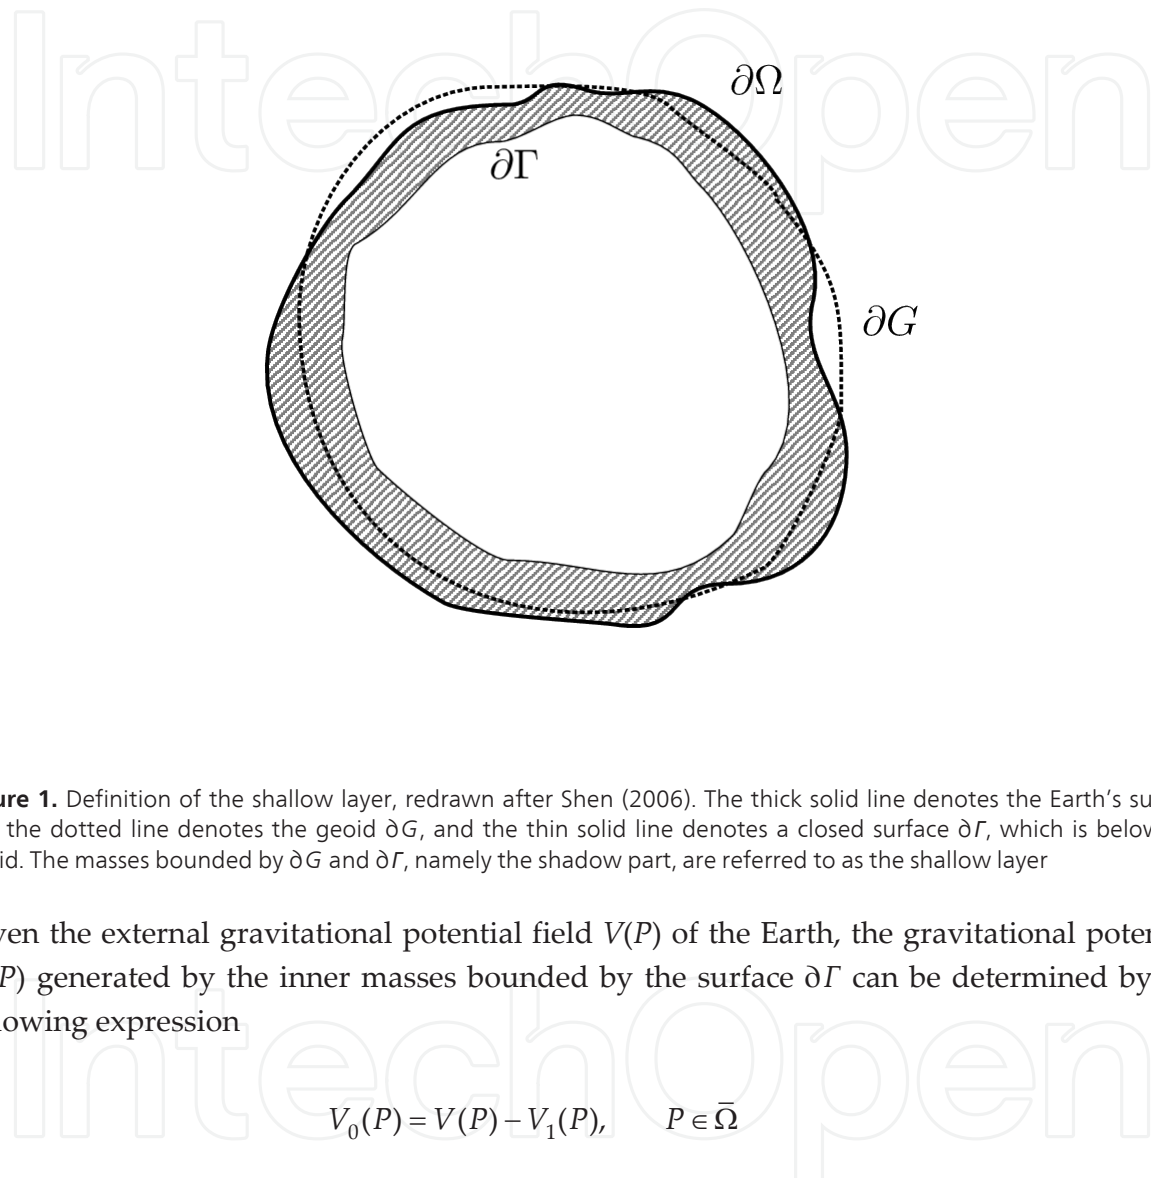 IntechOpen
∂Ω
∂Γ
∂G
ure 1. Definition of the shallow layer, redrawn after Shen (2006). The thick solid line denotes the Earth’s su
the dotted line denotes the geoid ∂G, and the thin solid line denotes a closed surface ∂Γ, which is below
id. The masses bounded by ∂G and ∂Γ, namely the shadow part, are referred to as the shallow layer
ven the external gravitational potential field V(P) of the Earth, the gravitational poten
P) generated by the inner masses bounded by the surface ∂Γ can be determined by
lowing expression
IntechOpen
V₀(P) = V(P) – V₁(P), P ∈ Ω̄